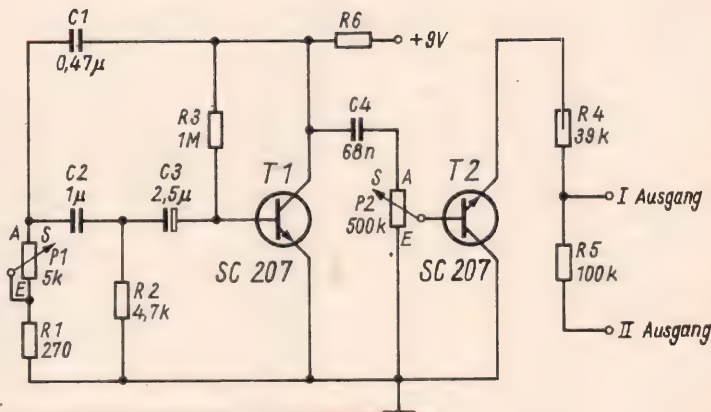 C1
0,47µ
R6
+9V
R3
1M
C4
68n
R4
39k
C2
1µ
C3
2,5µ
T1
T2
S
A
P2
500k
E
I Ausgang
A
S
P1
5k
E
SC 207
SC 207
R5
100k
R2
4,7k
R1
270
II Ausgang